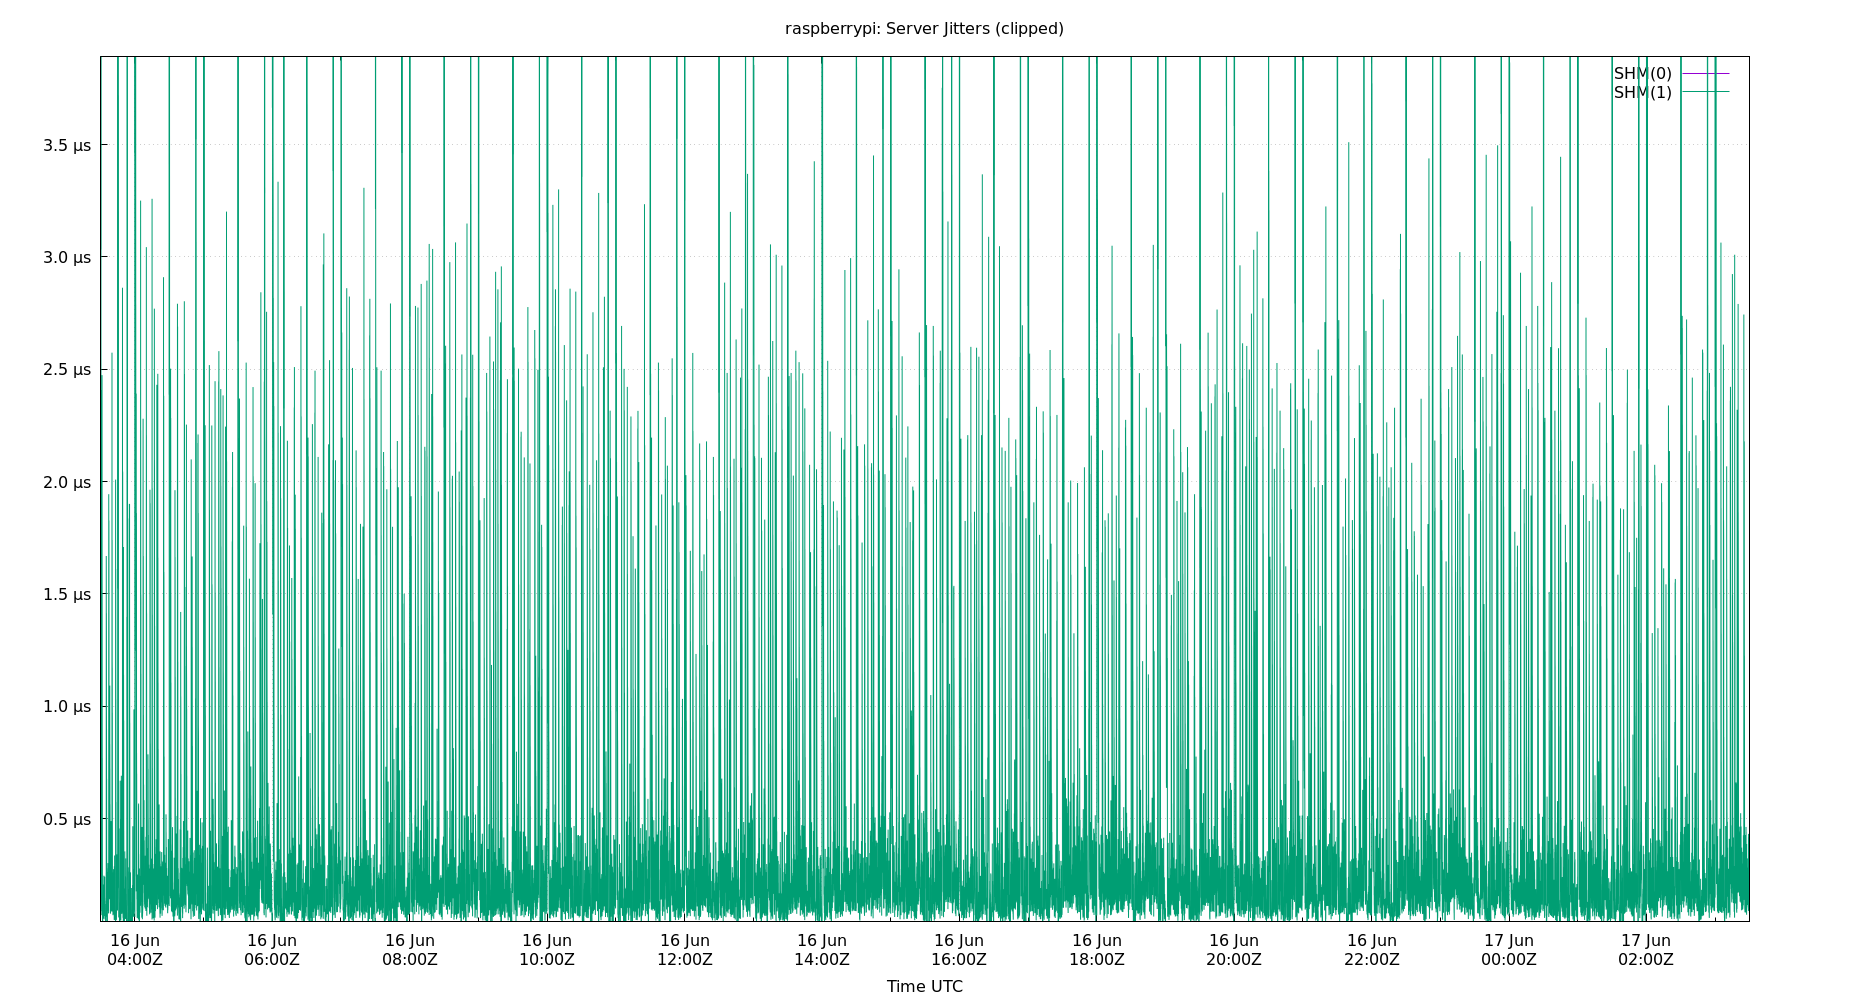 raspberrypi: Server Jitters (clipped)
SHM(0)
SHM(1)
3.5 µs
3.0 µs
2.5 µs
2.0 µs
1.5 µs
1.0 µs
0.5 µs
16 Jun 16 Jun 16 Jun 16 Jun 16 Jun 16 Jun 16 Jun 16 Jun 16 Jun 16 Jun 17 Jun 17 Jun
04:00Z 06:00Z 08:00Z 10:00Z 12:00Z 14:00Z 16:00Z 18:00Z 20:00Z 22:00Z 00:00Z 02:00Z
Time UTC